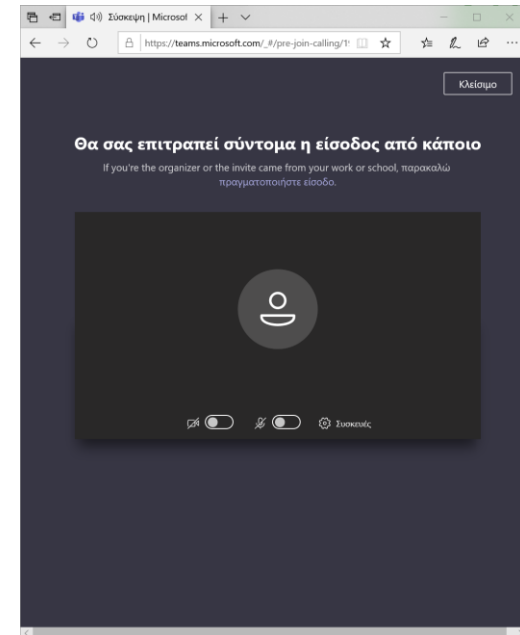 Σύσκεψη | Microsof
https://teams.microsoft.com/_#/pre-join-calling/1
Κλείσιμο
Θα σας επιτραπεί σύντομα η είσοδος από κάποιο
If you're the organizer or the invite came from your work or school, παρακαλώ
πραγματοποιήστε είσοδο.
Συσκευές